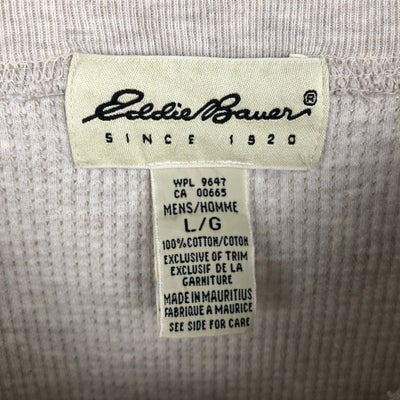 Eddie Bauer®
SINCE 1920
WPL 9647
CA 00665
MENS/HOMME
L/G
100% COTTON/COTON
EXCLUSIVE OF TRIM
EXCLUSIF DE LA
GARNITURE
MADE IN MAURITIUS
FABRIQUE A MAURICE
SEE SIDE FOR CARE